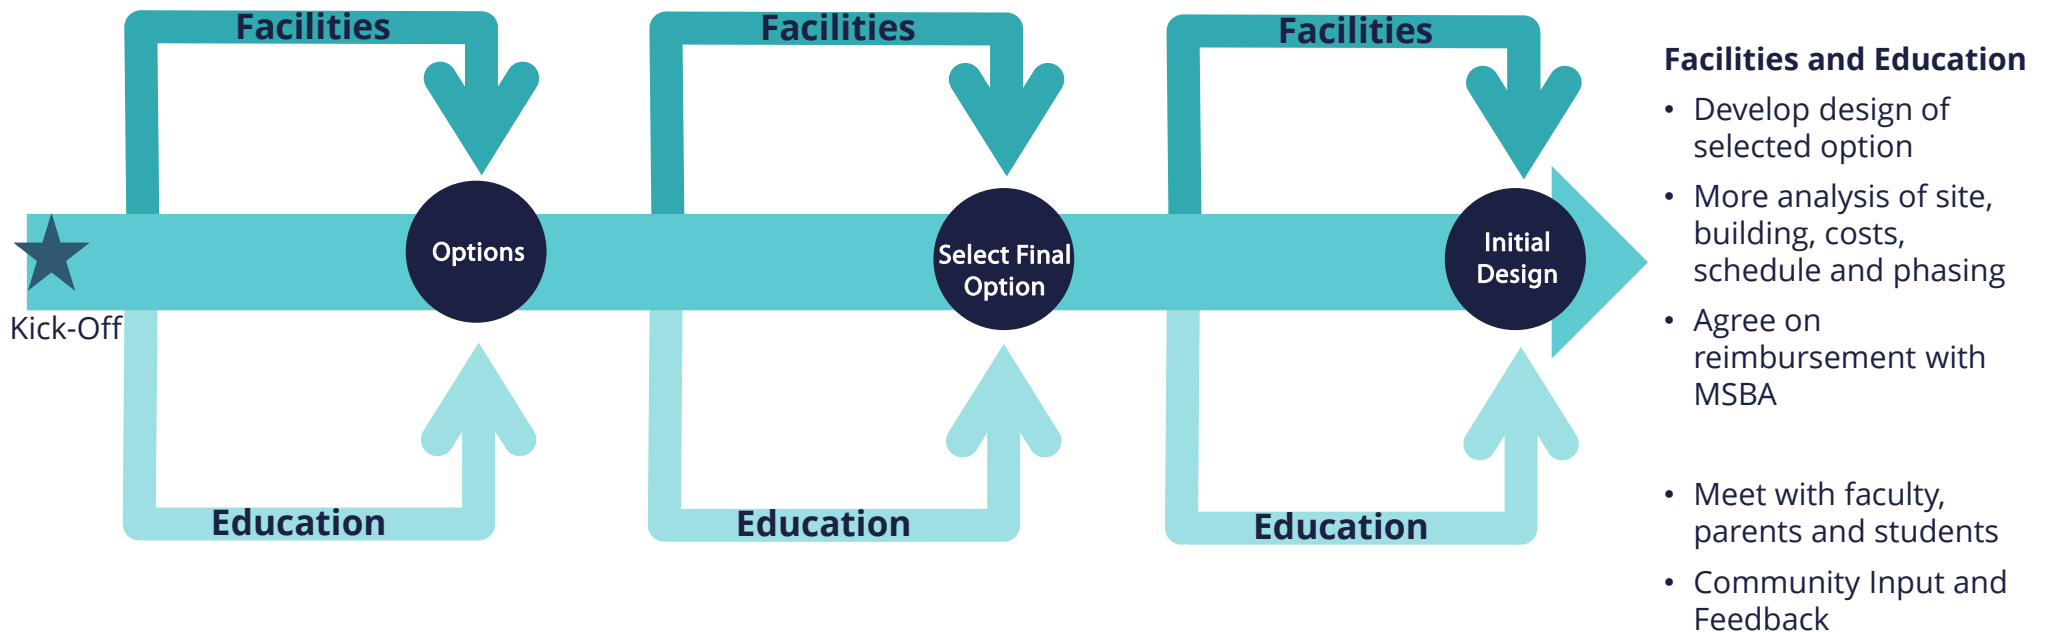 Facilities
Facilities
Facilities
Options
Select Final
Option
Initial
Design
Kick-Off
Education
Education
Education
Facilities and Education
• Develop design of
selected option
• More analysis of site,
building, costs,
schedule and phasing
• Agree on
reimbursement with
MSBA
• Meet with faculty,
parents and students
• Community Input and
Feedback